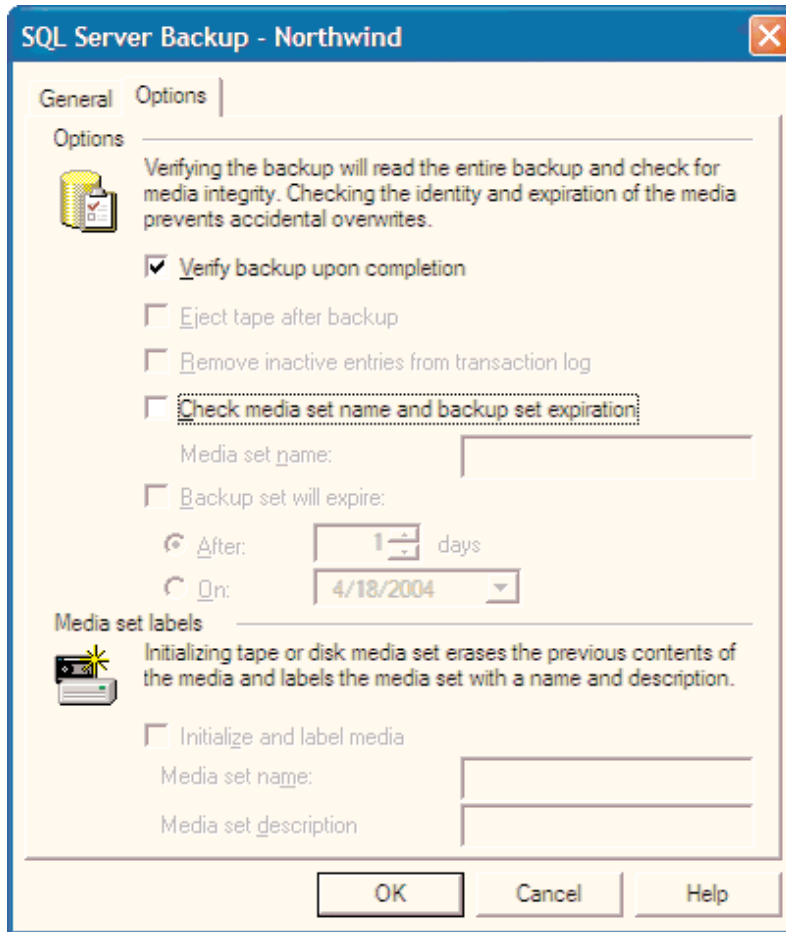 SQL Server Backup - Northwind
General Options
Options
Verifying the backup will read the entire backup and check for
media integrity. Checking the identity and expiration of the media
prevents accidental overwrites.
Verify backup upon completion
Eject tape after backup
Remove inactive entries from transaction log
Check media set name and backup set expiration
Media set name:
Backup set will expire:
After: 1 days
On: 4/18/2004
Media set labels
Initializing tape or disk media set erases the previous contents of
the media and labels the media set with a name and description.
Initialize and label media
Media set name:
Media set description
OK Cancel Help